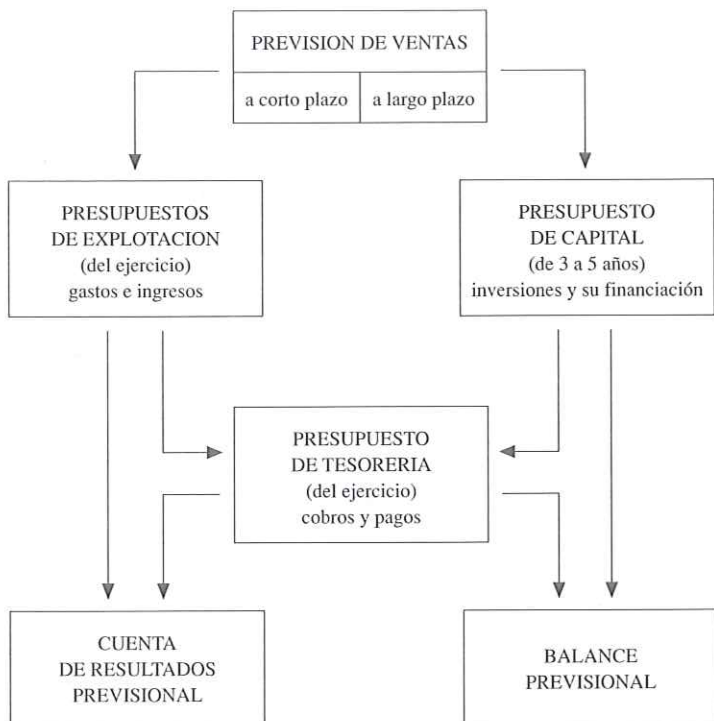 PREVISION DE VENTAS
a corto plazo
a largo plazo
PRESUPUESTOS
DE EXPLOTACION
(del ejercicio)
gastos e ingresos
PRESUPUESTO
DE CAPITAL
(de 3 a 5 años)
inversiones y su financiación
PRESUPUESTO
DE TESORERIA
(del ejercicio)
cobros y pagos
CUENTA
DE RESULTADOS
PREVISIONAL
BALANCE
PREVISIONAL